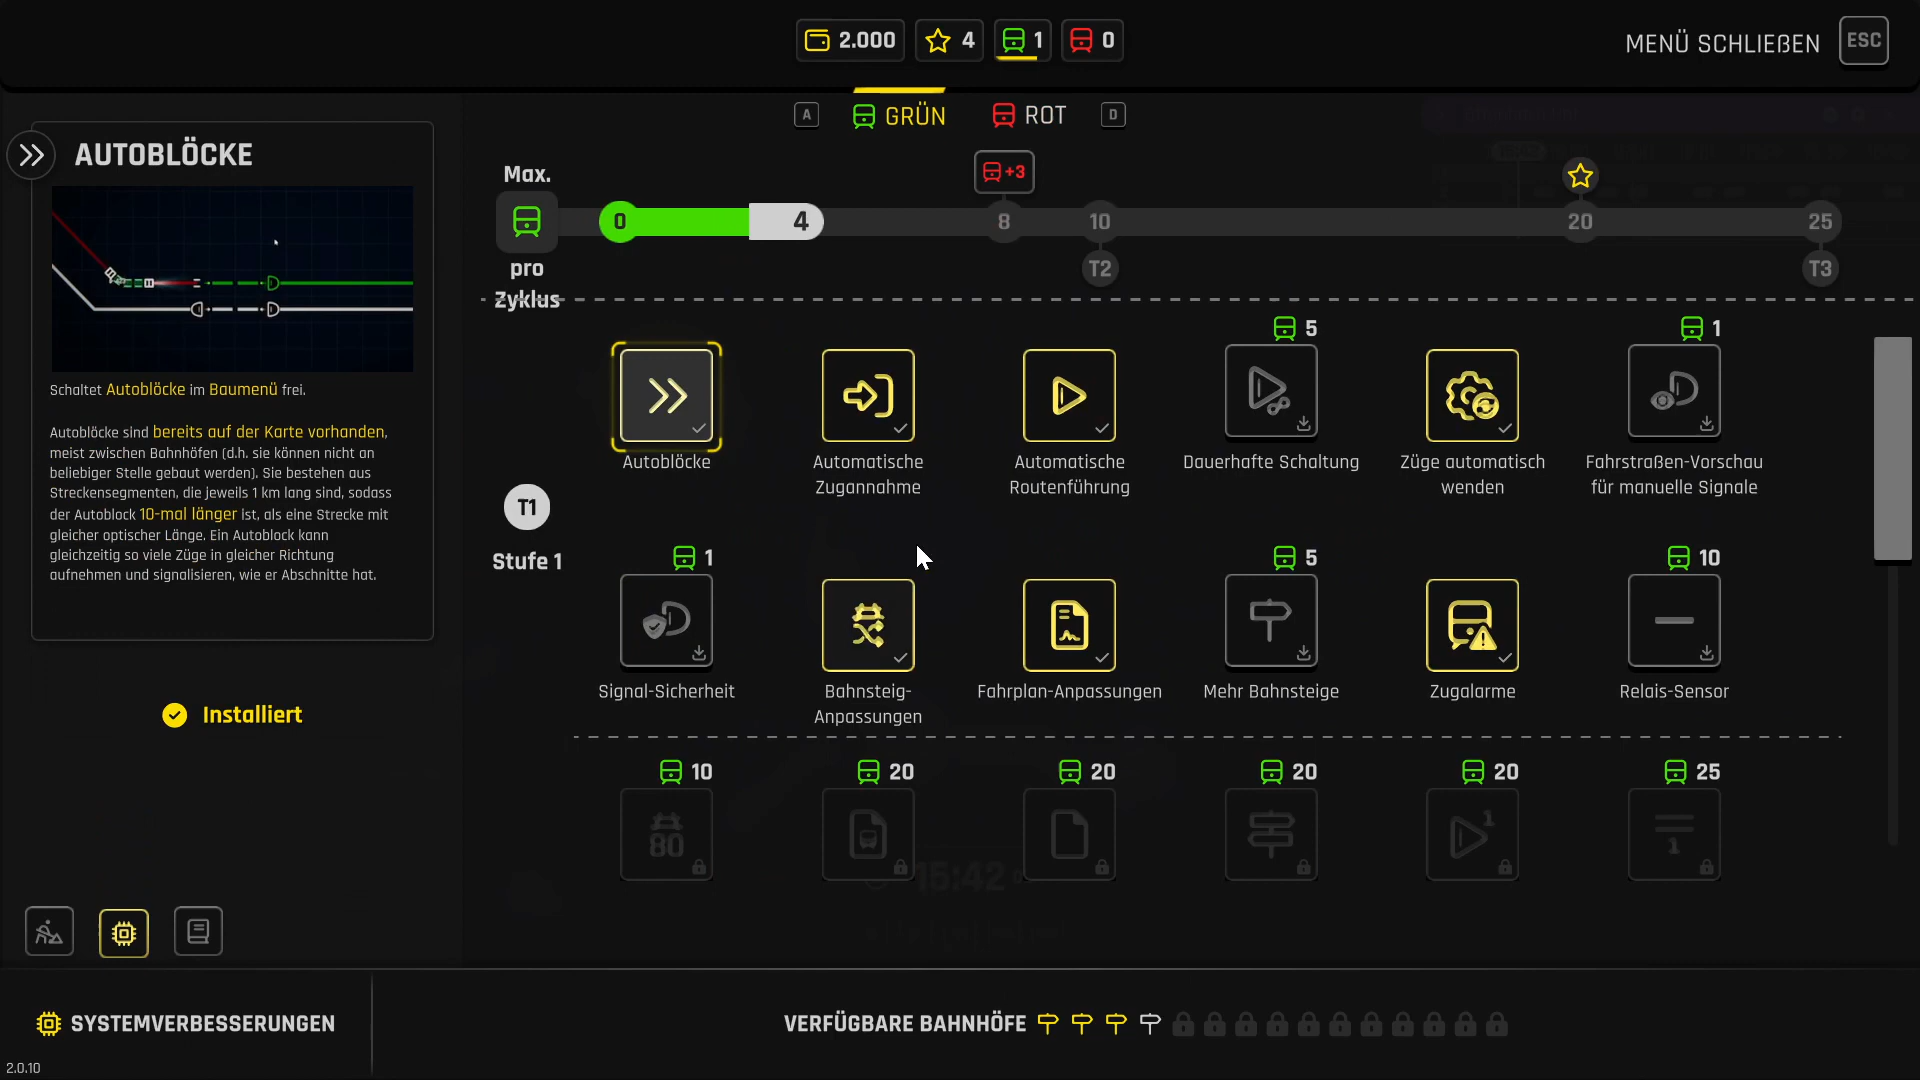 2.000
4
1
0
MENÜ SCHLIEẞEN
ESC
A
GRÜN
ROT
D
AUTOBLÖCKE
Schaltet Autoblöcke im Baumenü frei.
Autoblöcke sind bereits auf der Karte vorhanden,
meist zwischen Bahnhöfen (d.h. sie können nicht an
beliebiger Stelle gebaut werden). Sie bestehen aus
Streckensegmenten, die jeweils 1 km lang sind, sodass
der Autoblock 10-mal länger ist, als eine Strecke mit
gleicher optischer Länge. Ein Autoblock kann
gleichzeitig so viele Züge in gleicher Richtung
aufnehmen und signalisieren, wie er Abschnitte hat.
Installiert
Max.
pro
Zyklus
+3
0
4
8
10
20
25
T2
T3
T1
Stufe 1
5
1
Autoblöcke
Automatische
Zugannahme
Automatische
Routenführung
Dauerhafte Schaltung
Züge automatisch
wenden
Fahrstraßen-Vorschau
für manuelle Signale
1
5
10
Signal-Sicherheit
Bahnsteig-
Anpassungen
Fahrplan-Anpassungen
Mehr Bahnsteige
Zugalarme
Relais-Sensor
10
20
20
20
20
25
80
1
1
15:42
SYSTEMVERBESSERUNGEN
VERFÜGBARE BAHNHÖFE
2.0.10